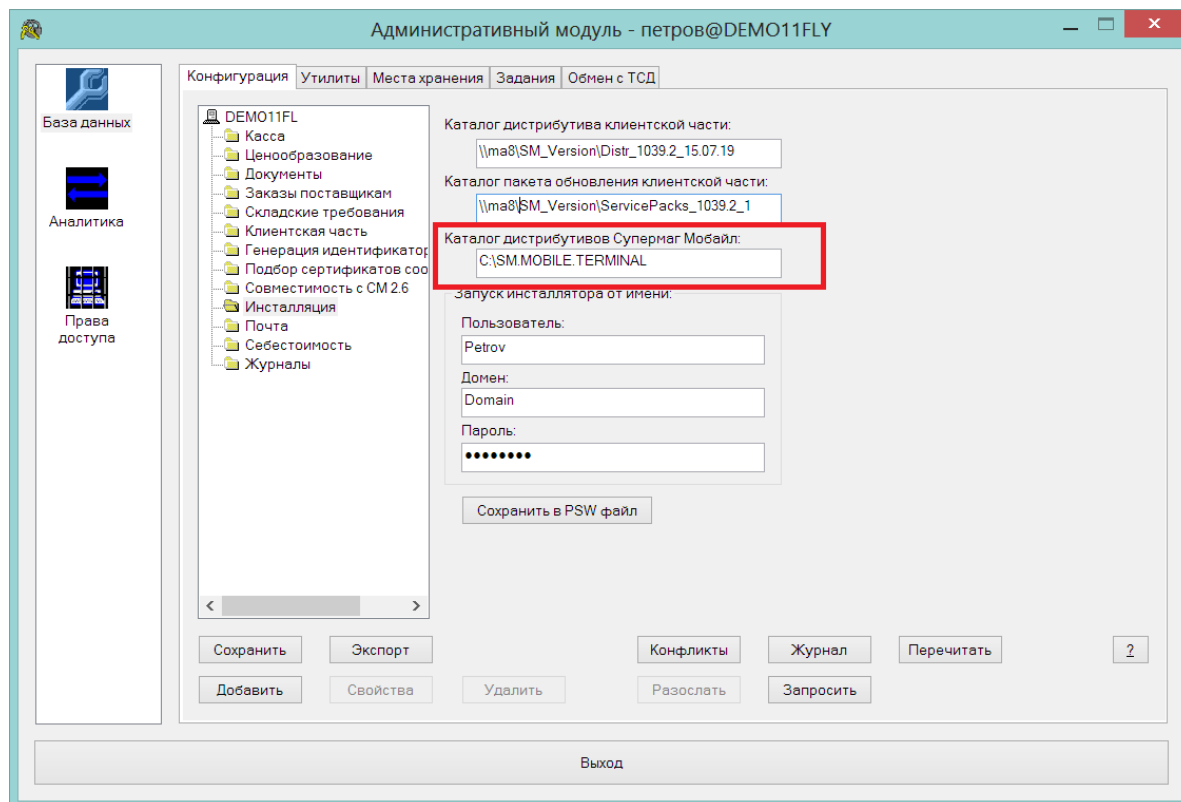 Административный модуль - петров@DEMO11FLY
База данных
Аналитика
Права
доступа
Конфигурация
Утилиты
Места хранения
Задания
Обмен с ТСД
DEMO11FL
Касса
Ценообразование
Документы
Заказы поставщикам
Складские требования
Клиентская часть
Генерация идентификатор
Подбор сертификатов соо
Совместимость с СМ 2.6
Инсталляция
Почта
Себестоимость
Журналы
Каталог дистрибутива клиентской части:
\\ma8\SM_Version\Distr_1039.2_15.07.19
Каталог пакета обновления клиентской части:
\\ma8\SM_Version\ServicePacks_1039.2_1
Каталог дистрибутивов Супермаг Мобайл:
C:\SM.MOBILE.TERMINAL
Запуск инсталлятора от имени:
Пользователь:
Petrov
Домен:
Domain
Пароль:
••••••••
Сохранить в PSW файл
Сохранить
Экспорт
Конфликты
Журнал
Перечитать
?
Добавить
Свойства
Удалить
Разослать
Запросить
Выход